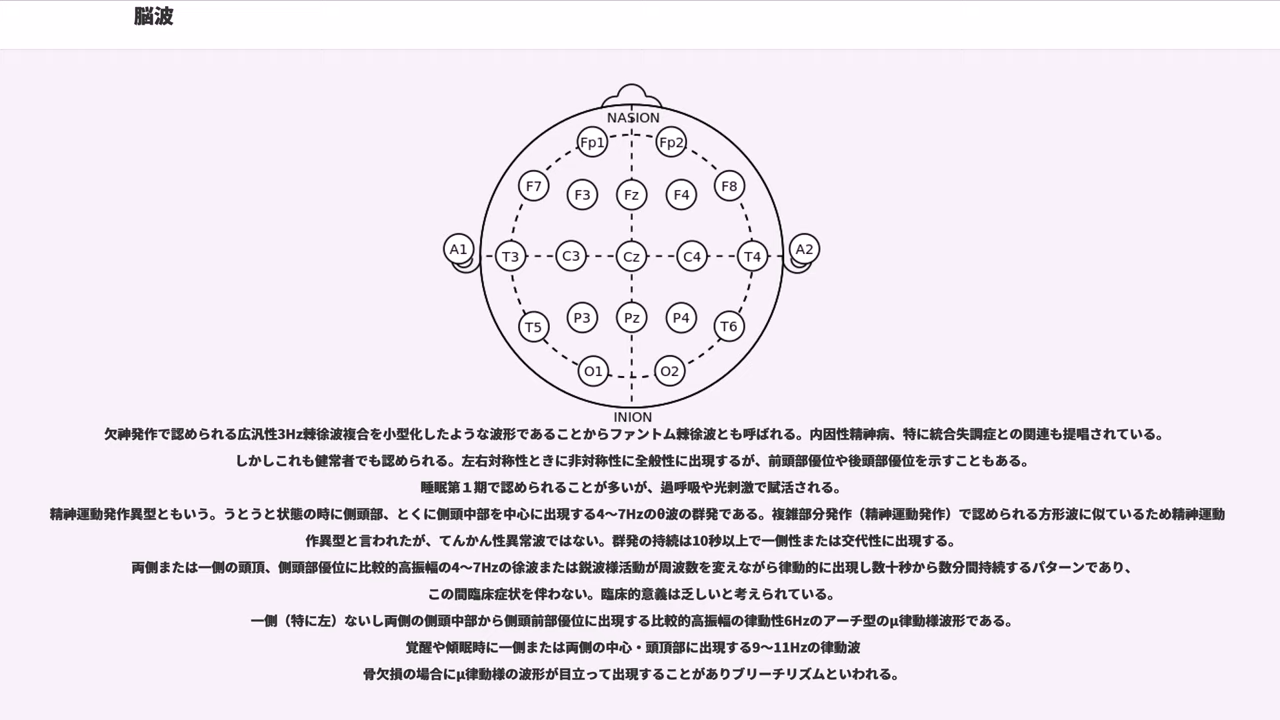 脳波
NASION
Fp1 Fp2
F7 F3 Fz F4 F8
A1 T3 C3 Cz C4 T4 A2
T5 P3 Pz P4 T6
O1 O2
INION
欠神発作で認められる広汎性3Hz棘徐波複合を小型化したような波形であることからファントム棘徐波とも呼ばれる。内因性精神病、特に統合失調症との関連も提唱されている。
しかしこれも健常者でも認められる。左右対称性ときに非対称性に全般性に出現するが、前頭部優位や後頭部優位を示すこともある。
睡眠第１期で認められることが多いが、過呼吸や光刺激で賦活される。
精神運動発作異型ともいう。うとうと状態の時に側頭部、とくに側頭中部を中心に出現する4〜7Hzのθ波の群発である。複雑部分発作（精神運動発作）で認められる方形波に似ているため精神運動
作異型と言われたが、てんかん性異常波ではない。群発の持続は10秒以上で一側性または交代性に出現する。
両側または一側の頭頂、側頭部優位に比較的高振幅の4〜7Hzの徐波または鋭波様活動が周波数を変えながら律動的に出現し数十秒から数分間持続するパターンであり、
この間臨床症状を伴わない。臨床的意義は乏しいと考えられている。
一側（特に左）ないし両側の側頭中部から側頭前部優位に出現する比較的高振幅の律動性6Hzのアーチ型のμ律動様波形である。
覚醒や傾眠時に一側または両側の中心・頭頂部に出現する9〜11Hzの律動波
骨欠損の場合にμ律動様の波形が目立って出現することがありブリーチリズムといわれる。